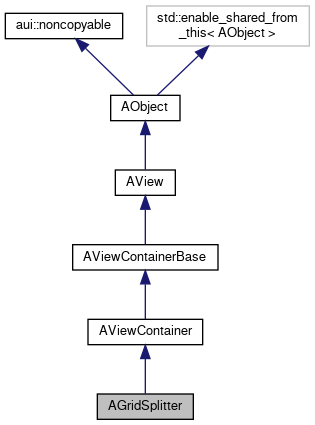 aui::noncopyable
std::enable_shared_from
_this< AObject >
AObject
AView
AViewContainerBase
AViewContainer
AGridSplitter